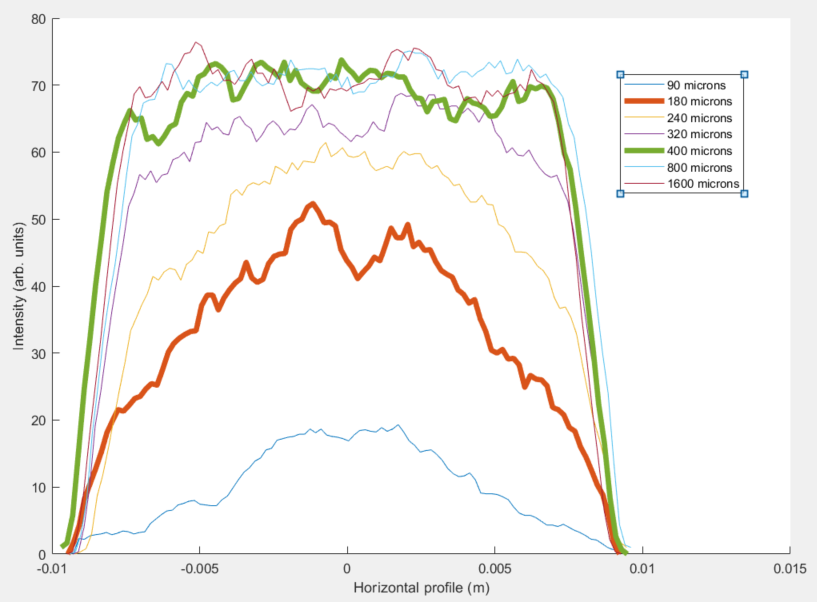 80
70
60
50
40
30
20
10
0
-0.01
-0.005
0
0.005
0.01
0.015
Intensity (arb. units)
Horizontal profile (m)
90 microns
180 microns
240 microns
320 microns
400 microns
800 microns
1600 microns